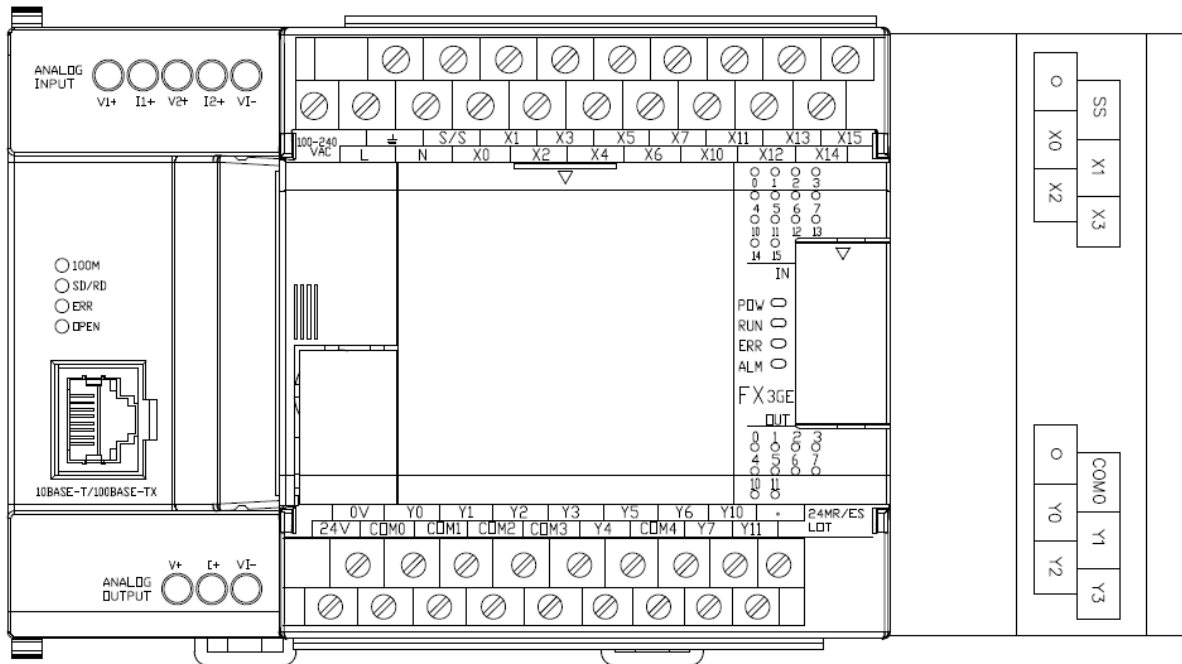 ANALOG
INPUT
V1+ I1+ V2+ I2+ VI-
100-240
VAC
S/S X1 X3 X5 X7 X11 X13 X15
L N X0 X2 X4 X6 X10 X12 X14
0 1 2 3
4 5 6 7
10 11 12 13
14 15
IN
100M
SD/RD
ERR
OPEN
POW
RUN
ERR
ALM
FX3GE
OUT
0 1 2 3
4 5 6 7
10 11
10BASE-T/100BASE-TX
0V Y0 Y1 Y2 Y3 Y5 Y6 Y10 • 24MR/ES
24V COM0 COM1 COM2 COM3 Y4 COM4 Y7 Y11 LOT
V+ I+ VI-
ANALOG
OUTPUT
SS X1 X3
X0 X2
COM0 Y1 Y3
Y0 Y2